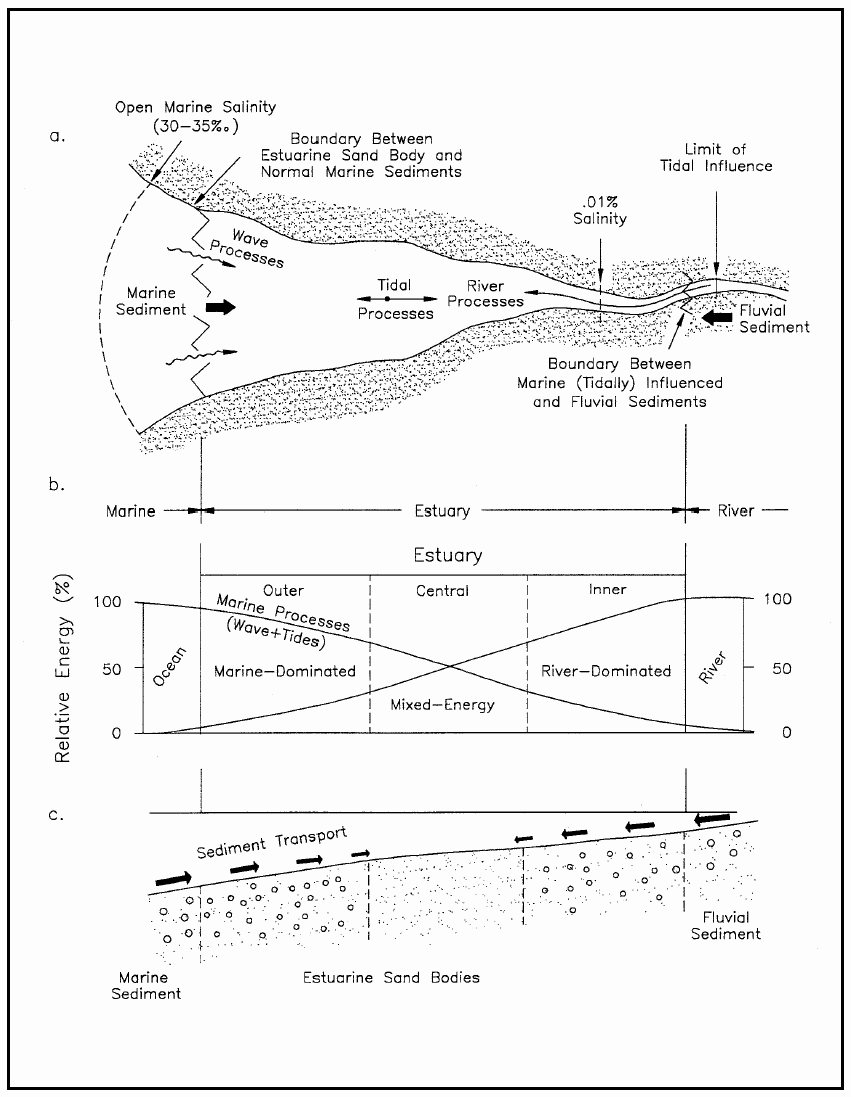 a.
Open Marine Salinity
(30–35‰)
Boundary Between
Estuarine Sand Body and
Normal Marine Sediments
Limit of
Tidal Influence
.01%
Salinity
Wave
Processes
Marine
Sediment
Tidal
Processes
River
Processes
Fluvial
Sediment
Boundary Between
Marine (Tidally) Influenced
and Fluvial Sediments
b.
Marine
Estuary
River
Estuary
Outer
Central
Inner
Relative Energy (%)
100
50
0
Marine Processes
(Wave+Tides)
Ocean
Marine–Dominated
Mixed–Energy
River–Dominated
River
100
50
0
c.
Sediment Transport
Fluvial
Sediment
Marine
Sediment
Estuarine Sand Bodies